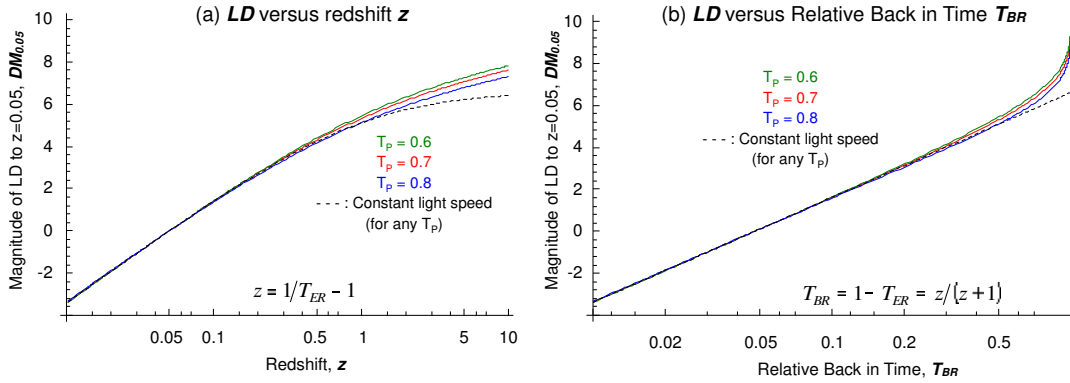 (a) LD versus redshift z
Magnitude of LD to z=0.05, DM0.05
10
8
6
4
2
0
-2
T_P = 0.6
T_P = 0.7
T_P = 0.8
- - - : Constant light speed
(for any T_P)
z = 1/T_ER − 1
0.05
0.1
0.5
1
5
10
Redshift, z
(b) LD versus Relative Back in Time T_BR
Magnitude of LD to z=0.05, DM0.05
10
8
6
4
2
0
-2
T_P = 0.6
T_P = 0.7
T_P = 0.8
- - - : Constant light speed
(for any T_P)
T_BR = 1 − T_ER = z/(z+1)
0.02
0.05
0.1
0.2
0.5
Relative Back in Time, T_BR